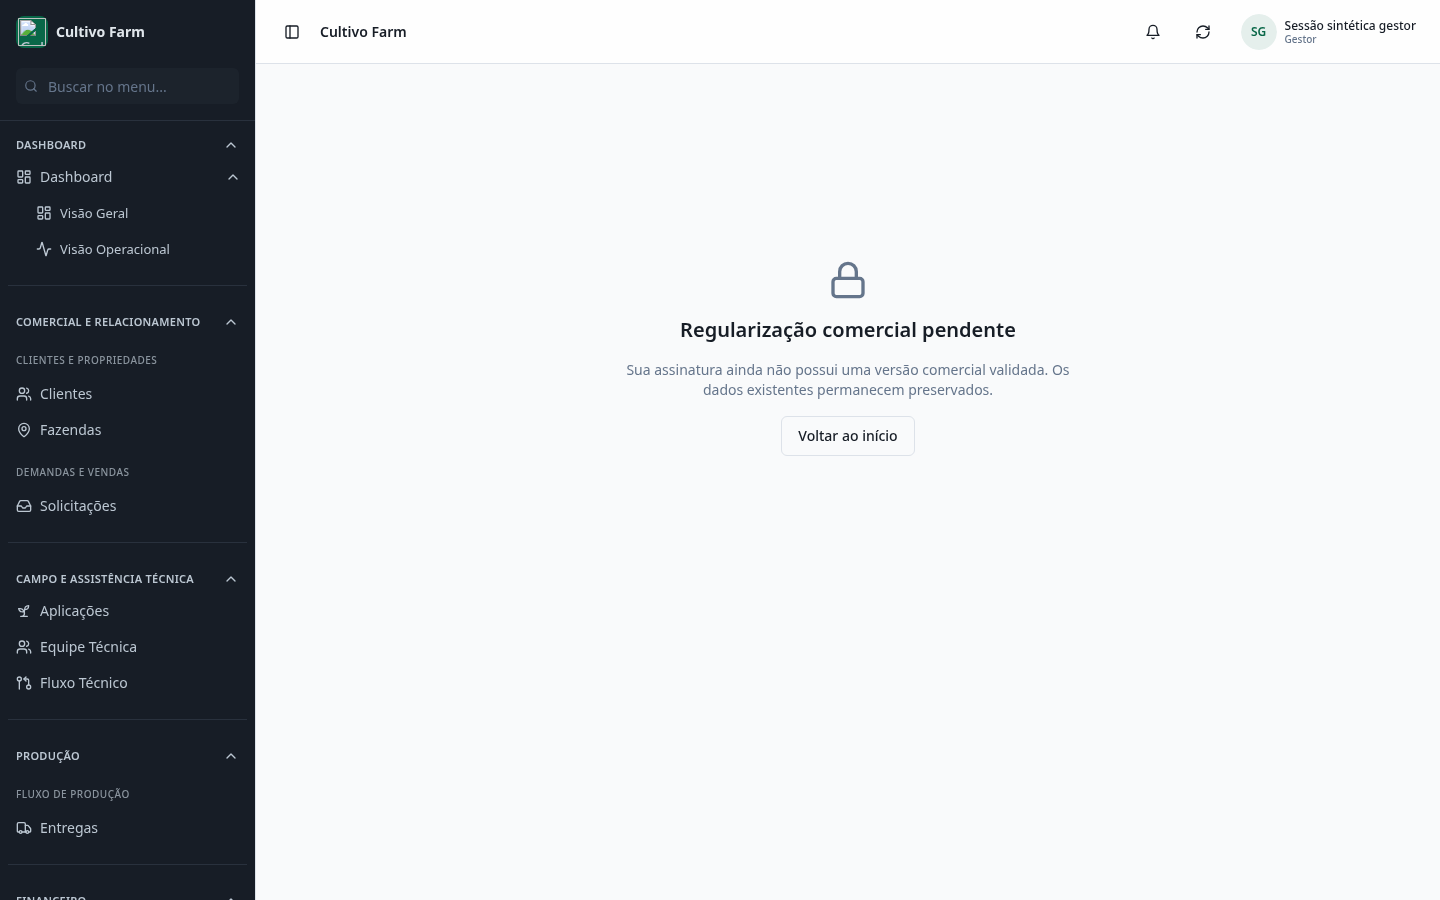 Cultivo Farm
Buscar no menu...
DASHBOARD
Dashboard
Visão Geral
Visão Operacional
COMERCIAL E RELACIONAMENTO
CLIENTES E PROPRIEDADES
Clientes
Fazendas
DEMANDAS E VENDAS
Solicitações
CAMPO E ASSISTÊNCIA TÉCNICA
Aplicações
Equipe Técnica
Fluxo Técnico
PRODUÇÃO
FLUXO DE PRODUÇÃO
Entregas
FINANCEIRO
Cultivo Farm
SG
Sessão sintética gestor
Gestor
Regularização comercial pendente
Sua assinatura ainda não possui uma versão comercial validada. Os
dados existentes permanecem preservados.
Voltar ao início